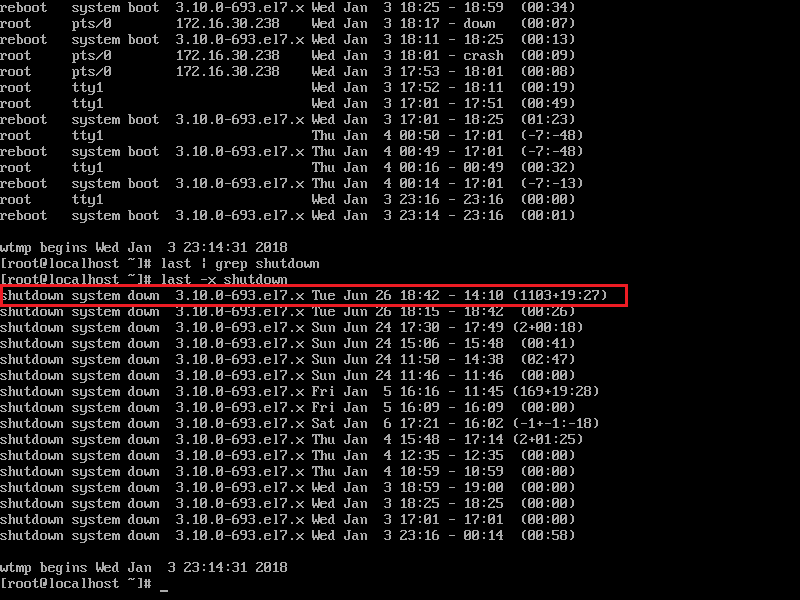 reboot   system boot  3.10.0-693.el7.x Wed Jan  3 18:25 - 18:59  (00:34)
root     pts/0        172.16.30.238    Wed Jan  3 18:17 - down   (00:07)
reboot   system boot  3.10.0-693.el7.x Wed Jan  3 18:11 - 18:25  (00:13)
root     pts/0        172.16.30.238    Wed Jan  3 18:01 - crash  (00:09)
root     pts/0        172.16.30.238    Wed Jan  3 17:53 - 18:01  (00:08)
root     tty1                          Wed Jan  3 17:52 - 18:11  (00:19)
root     tty1                          Wed Jan  3 17:01 - 17:51  (00:49)
reboot   system boot  3.10.0-693.el7.x Wed Jan  3 17:01 - 18:25  (01:23)
root     tty1                          Thu Jan  4 00:50 - 17:01  (-7:-48)
reboot   system boot  3.10.0-693.el7.x Thu Jan  4 00:49 - 17:01  (-7:-48)
root     tty1                          Thu Jan  4 00:16 - 00:49  (00:32)
reboot   system boot  3.10.0-693.el7.x Thu Jan  4 00:14 - 17:01  (-7:-13)
root     tty1                          Wed Jan  3 23:16 - 23:16  (00:00)
reboot   system boot  3.10.0-693.el7.x Wed Jan  3 23:14 - 23:16  (00:01)
wtmp begins Wed Jan  3 23:14:31 2018
[root@localhost ~]# last | grep shutdown
[root@localhost ~]# last -x shutdown
shutdown system down  3.10.0-693.el7.x Tue Jun 26 18:42 - 14:10 (1103+19:27)
shutdown system down  3.10.0-693.el7.x Tue Jun 26 18:15 - 18:42  (00:26)
shutdown system down  3.10.0-693.el7.x Sun Jun 24 17:30 - 17:49 (2+00:18)
shutdown system down  3.10.0-693.el7.x Sun Jun 24 15:06 - 15:48  (00:41)
shutdown system down  3.10.0-693.el7.x Sun Jun 24 11:50 - 14:38  (02:47)
shutdown system down  3.10.0-693.el7.x Sun Jun 24 11:46 - 11:46  (00:00)
shutdown system down  3.10.0-693.el7.x Fri Jan  5 16:16 - 11:45 (169+19:28)
shutdown system down  3.10.0-693.el7.x Fri Jan  5 16:09 - 16:09  (00:00)
shutdown system down  3.10.0-693.el7.x Sat Jan  6 17:21 - 16:02 (-1+-1:-18)
shutdown system down  3.10.0-693.el7.x Thu Jan  4 15:48 - 17:14 (2+01:25)
shutdown system down  3.10.0-693.el7.x Thu Jan  4 12:35 - 12:35  (00:00)
shutdown system down  3.10.0-693.el7.x Thu Jan  4 10:59 - 10:59  (00:00)
shutdown system down  3.10.0-693.el7.x Wed Jan  3 18:59 - 19:00  (00:00)
shutdown system down  3.10.0-693.el7.x Wed Jan  3 18:25 - 18:25  (00:00)
shutdown system down  3.10.0-693.el7.x Wed Jan  3 17:01 - 17:01  (00:00)
shutdown system down  3.10.0-693.el7.x Wed Jan  3 23:16 - 00:14  (00:58)
wtmp begins Wed Jan  3 23:14:31 2018
[root@localhost ~]# _